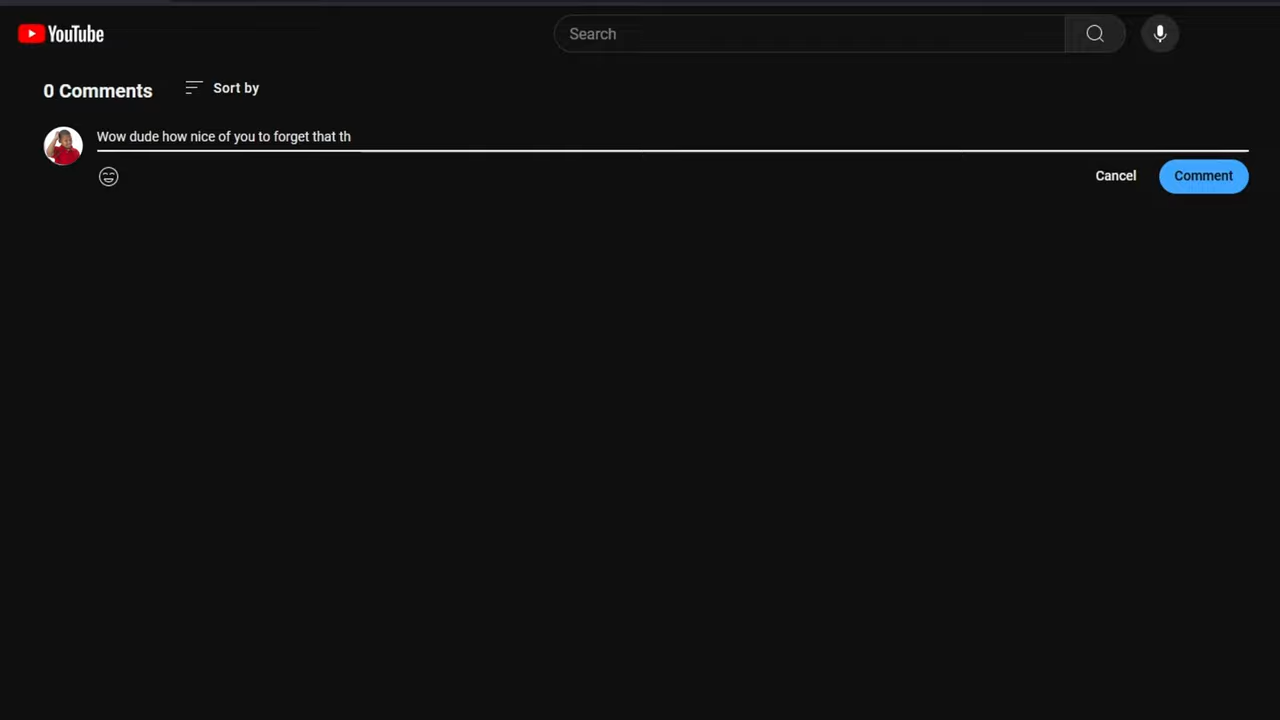 YouTube
Search
0 Comments
Sort by
Wow dude how nice of you to forget that th
Cancel
Comment